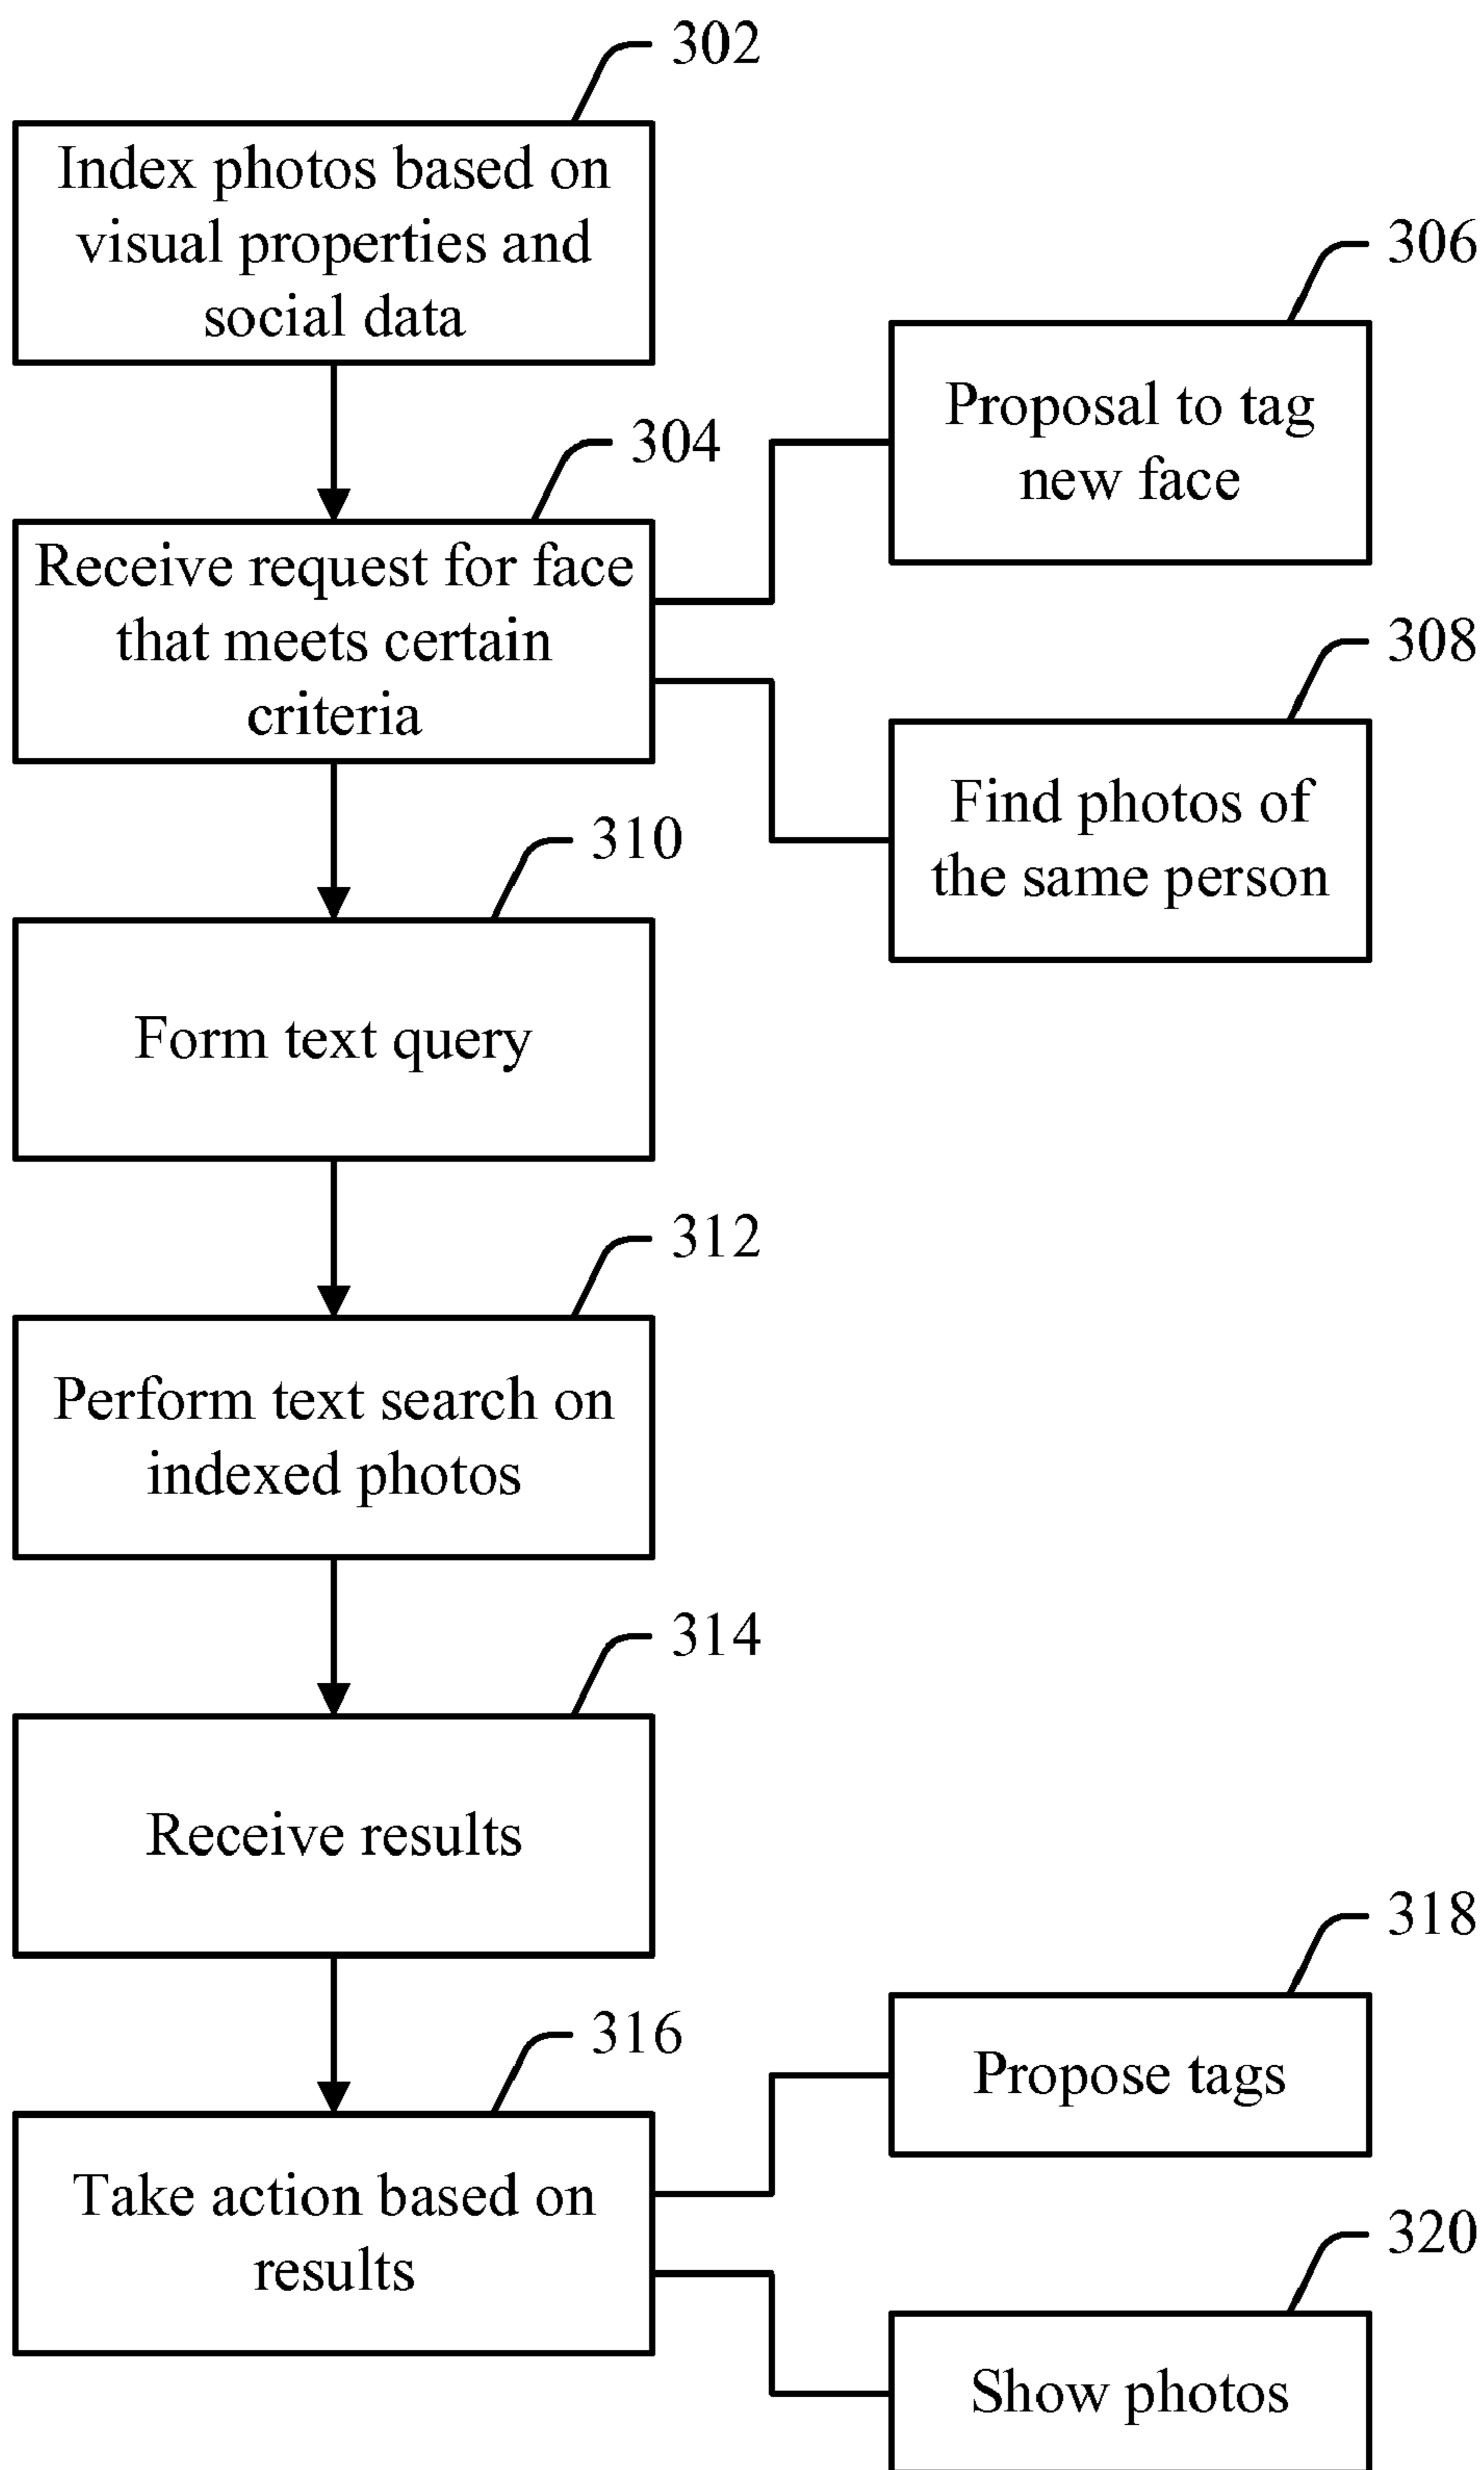 302
Index photos based on
visual properties and
social data
306
Proposal to tag
new face
304
Receive request for face
that meets certain
criteria
308
Find photos of
the same person
310
Form text query
312
Perform text search on
indexed photos
314
Receive results
318
Propose tags
316
Take action based on
results
320
Show photos